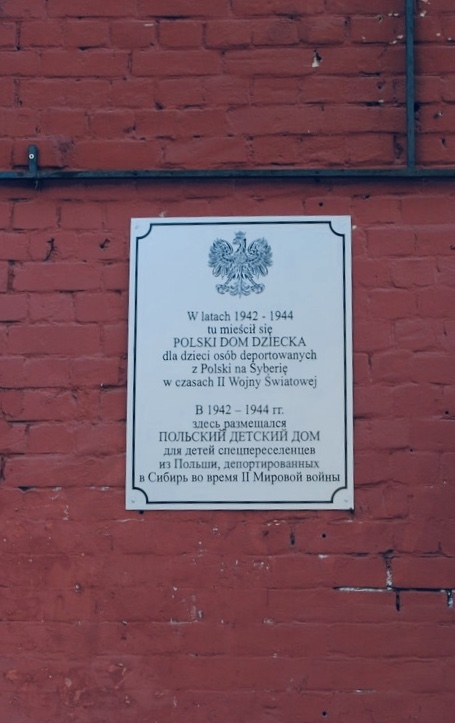 W latach 1942 - 1944
tu mieścił się
POLSKI DOM DZIECKA
dla dzieci osób deportowanych
z Polski na Syberię
w czasach II Wojny Światowej
В 1942 – 1944 гг.
здесь размещался
ПОЛЬСКИЙ ДЕТСКИЙ ДОМ
для детей спецпереселенцев
из Польши, депортированных
в Сибирь во время II Мировой войны